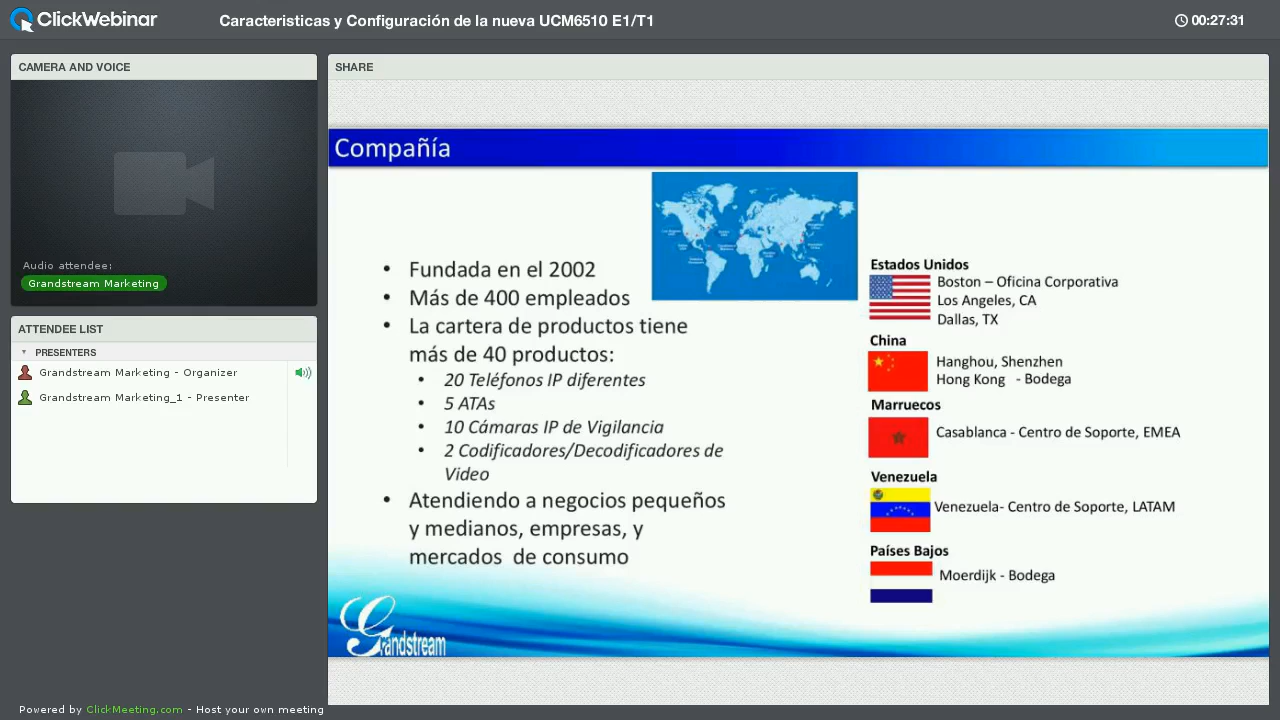 ClickWebinar
Caracteristicas y Configuración de la nueva UCM6510 E1/T1
00:27:31
CAMERA AND VOICE
Audio attendee:
Grandstream Marketing
ATTENDEE LIST
PRESENTERS
Grandstream Marketing - Organizer
Grandstream Marketing_1 - Presenter
SHARE
Compañía
• Fundada en el 2002
• Más de 400 empleados
• La cartera de productos tiene
más de 40 productos:
• 20 Teléfonos IP diferentes
• 5 ATAs
• 10 Cámaras IP de Vigilancia
• 2 Codificadores/Decodificadores de
Video
• Atendiendo a negocios pequeños
y medianos, empresas, y
mercados de consumo
Estados Unidos
Boston – Oficina Corporativa
Los Angeles, CA
Dallas, TX
China
Hanghou, Shenzhen
Hong Kong - Bodega
Marruecos
Casablanca - Centro de Soporte, EMEA
Venezuela
Venezuela- Centro de Soporte, LATAM
Países Bajos
Moerdijk - Bodega
Grandstream
Powered by ClickMeeting.com - Host your own meeting